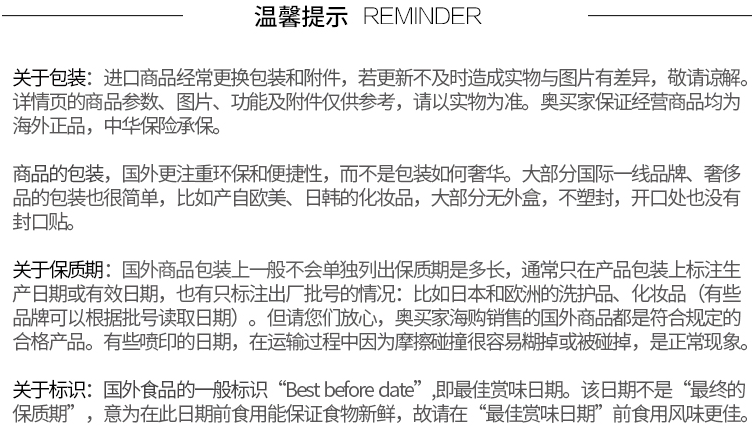 温馨提示 REMINDER
关于包装：进口商品经常更换包装和附件，若更新不及时造成实物与图片有差异，敬请谅解。
详情页的商品参数、图片、功能及附件仅供参考，请以实物为准。奥买家保证经营商品均为
海外正品，中华保险承保。
商品的包装，国外更注重环保和便捷性，而不是包装如何奢华。大部分国际一线品牌、奢侈
品的包装也很简单，比如产自欧美、日韩的化妆品，大部分无外盒，不塑封，开口处也没有
封口贴。
关于保质期：国外商品包装上一般不会单独列出保质期是多长，通常只在产品包装上标注生
产日期或有效日期，也有只标注出厂批号的情况：比如日本和欧洲的洗护品、化妆品（有些
品牌可以根据批号读取日期）。但请您们放心，奥买家海购销售的国外商品都是符合规定的
合格产品。有些喷印的日期，在运输过程中因为摩擦碰撞很容易糊掉或被碰掉，是正常现象。
关于标识：国外食品的一般标识“Best before date”,即最佳赏味日期。该日期不是“最终的
保质期”，意为在此日期前食用能保证食物新鲜，故请在“最佳赏味日期”前食用风味更佳。